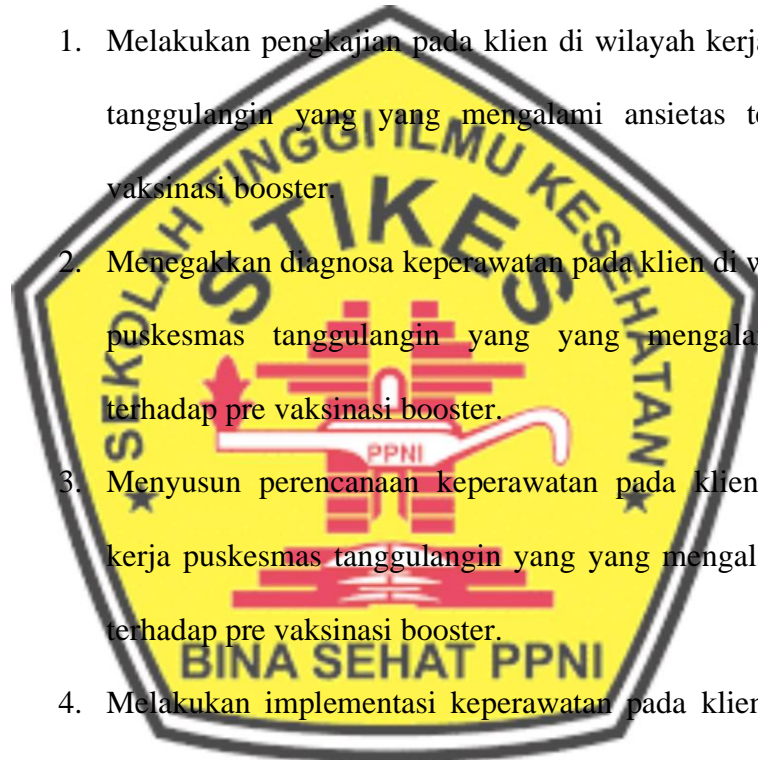 1. Melakukan pengkajian pada klien di wilayah kerja
tanggulangin yang yang mengalami ansietas
vaksinasi booster.
2. Menegakkan diagnosa keperawatan pada klien di
puskesmas tanggulangin yang yang
terhadap pre vaksinasi booster.
3. Menyusun perencanaan keperawatan pada klien
kerja puskesmas tanggulangin yang yang
terhadap pre vaksinasi booster.
4. Melakukan implementasi keperawatan pada klien
SEKOLAH TINGGI ILMU KESEHATAN
STIKES
PPNI
BINA SEHAT PPNI